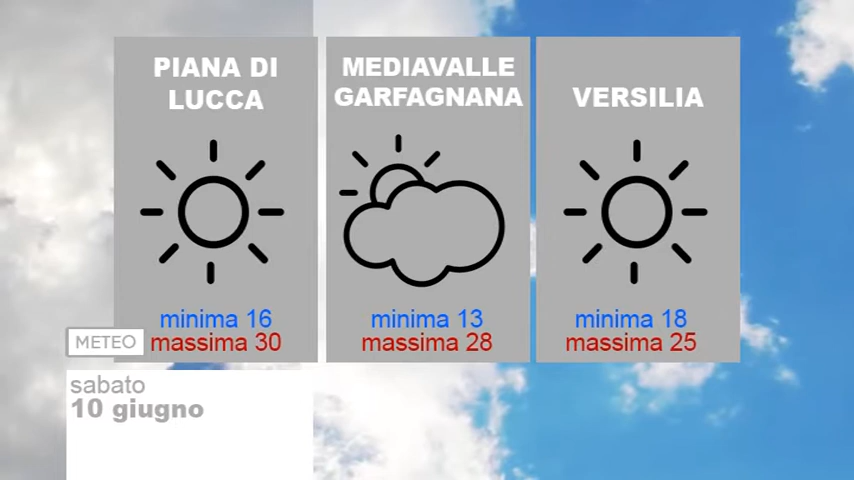 PIANA DI
LUCCA
minima 16
massima 30
MEDIAVALLE
GARFAGNANA
minima 13
massima 28
VERSILIA
minima 18
massima 25
METEO
sabato
10 giugno